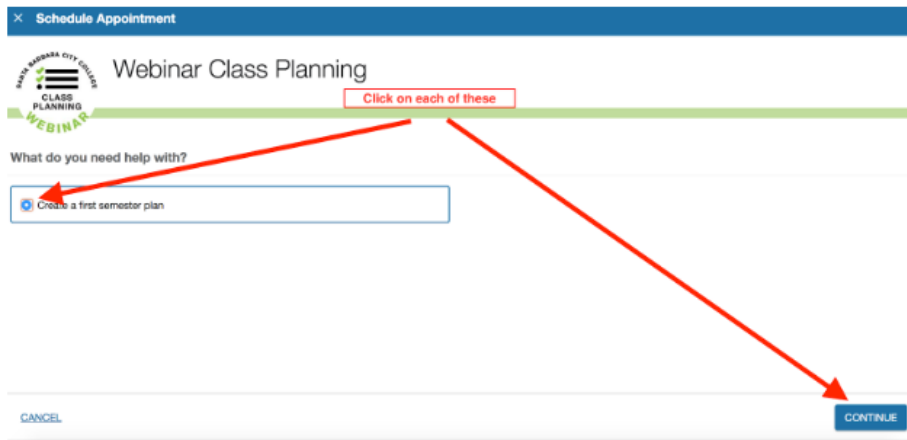 × Schedule Appointment
SANTA BARBARA CITY COLLEGE
CLASS
PLANNING
WEBINAR
Webinar Class Planning
Click on each of these
What do you need help with?
Create a first semester plan
CANCEL
CONTINUE